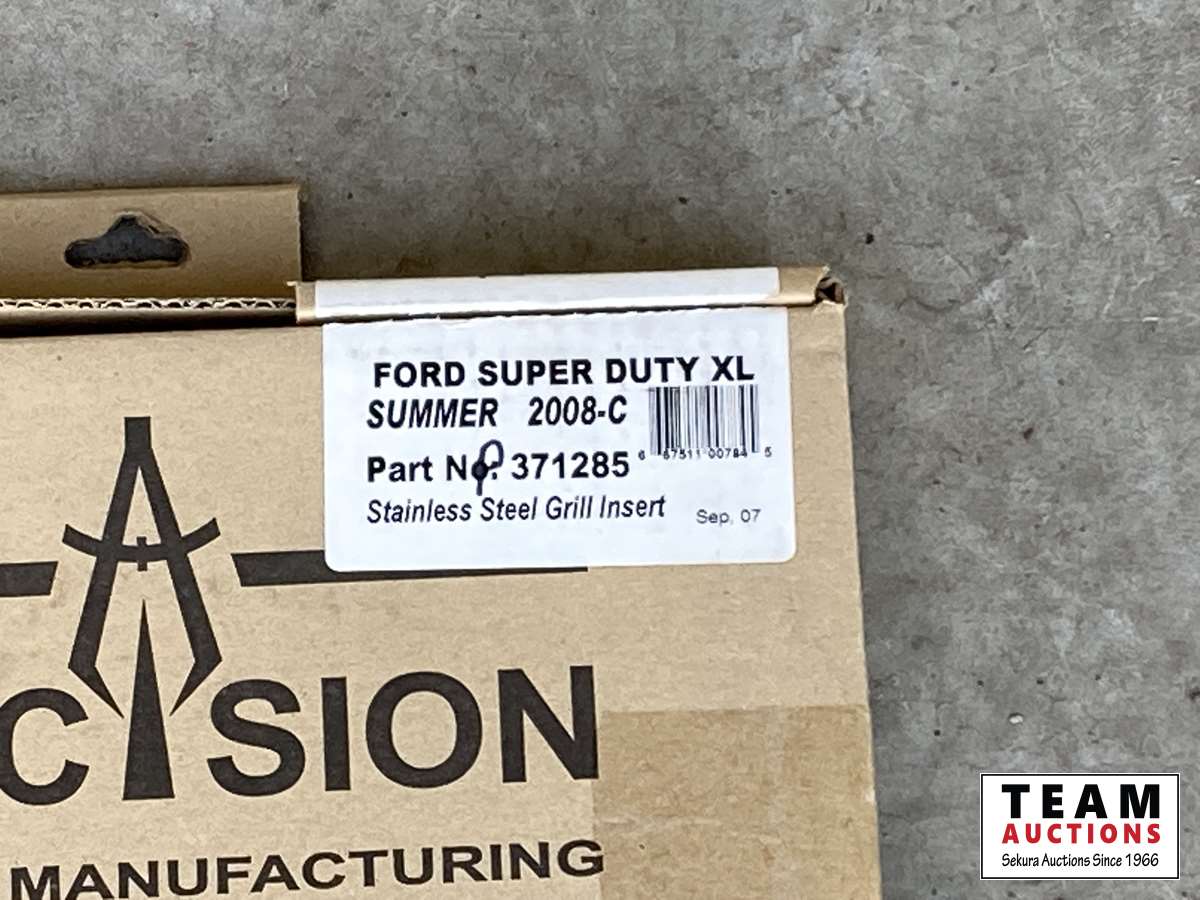 FORD SUPER DUTY XL
SUMMER 2008-C
Part No: 371285
Stainless Steel Grill Insert Sep, 07
CISION
MANUFACTURING
TEAM
AUCTIONS
Sekura Auctions Since 1966